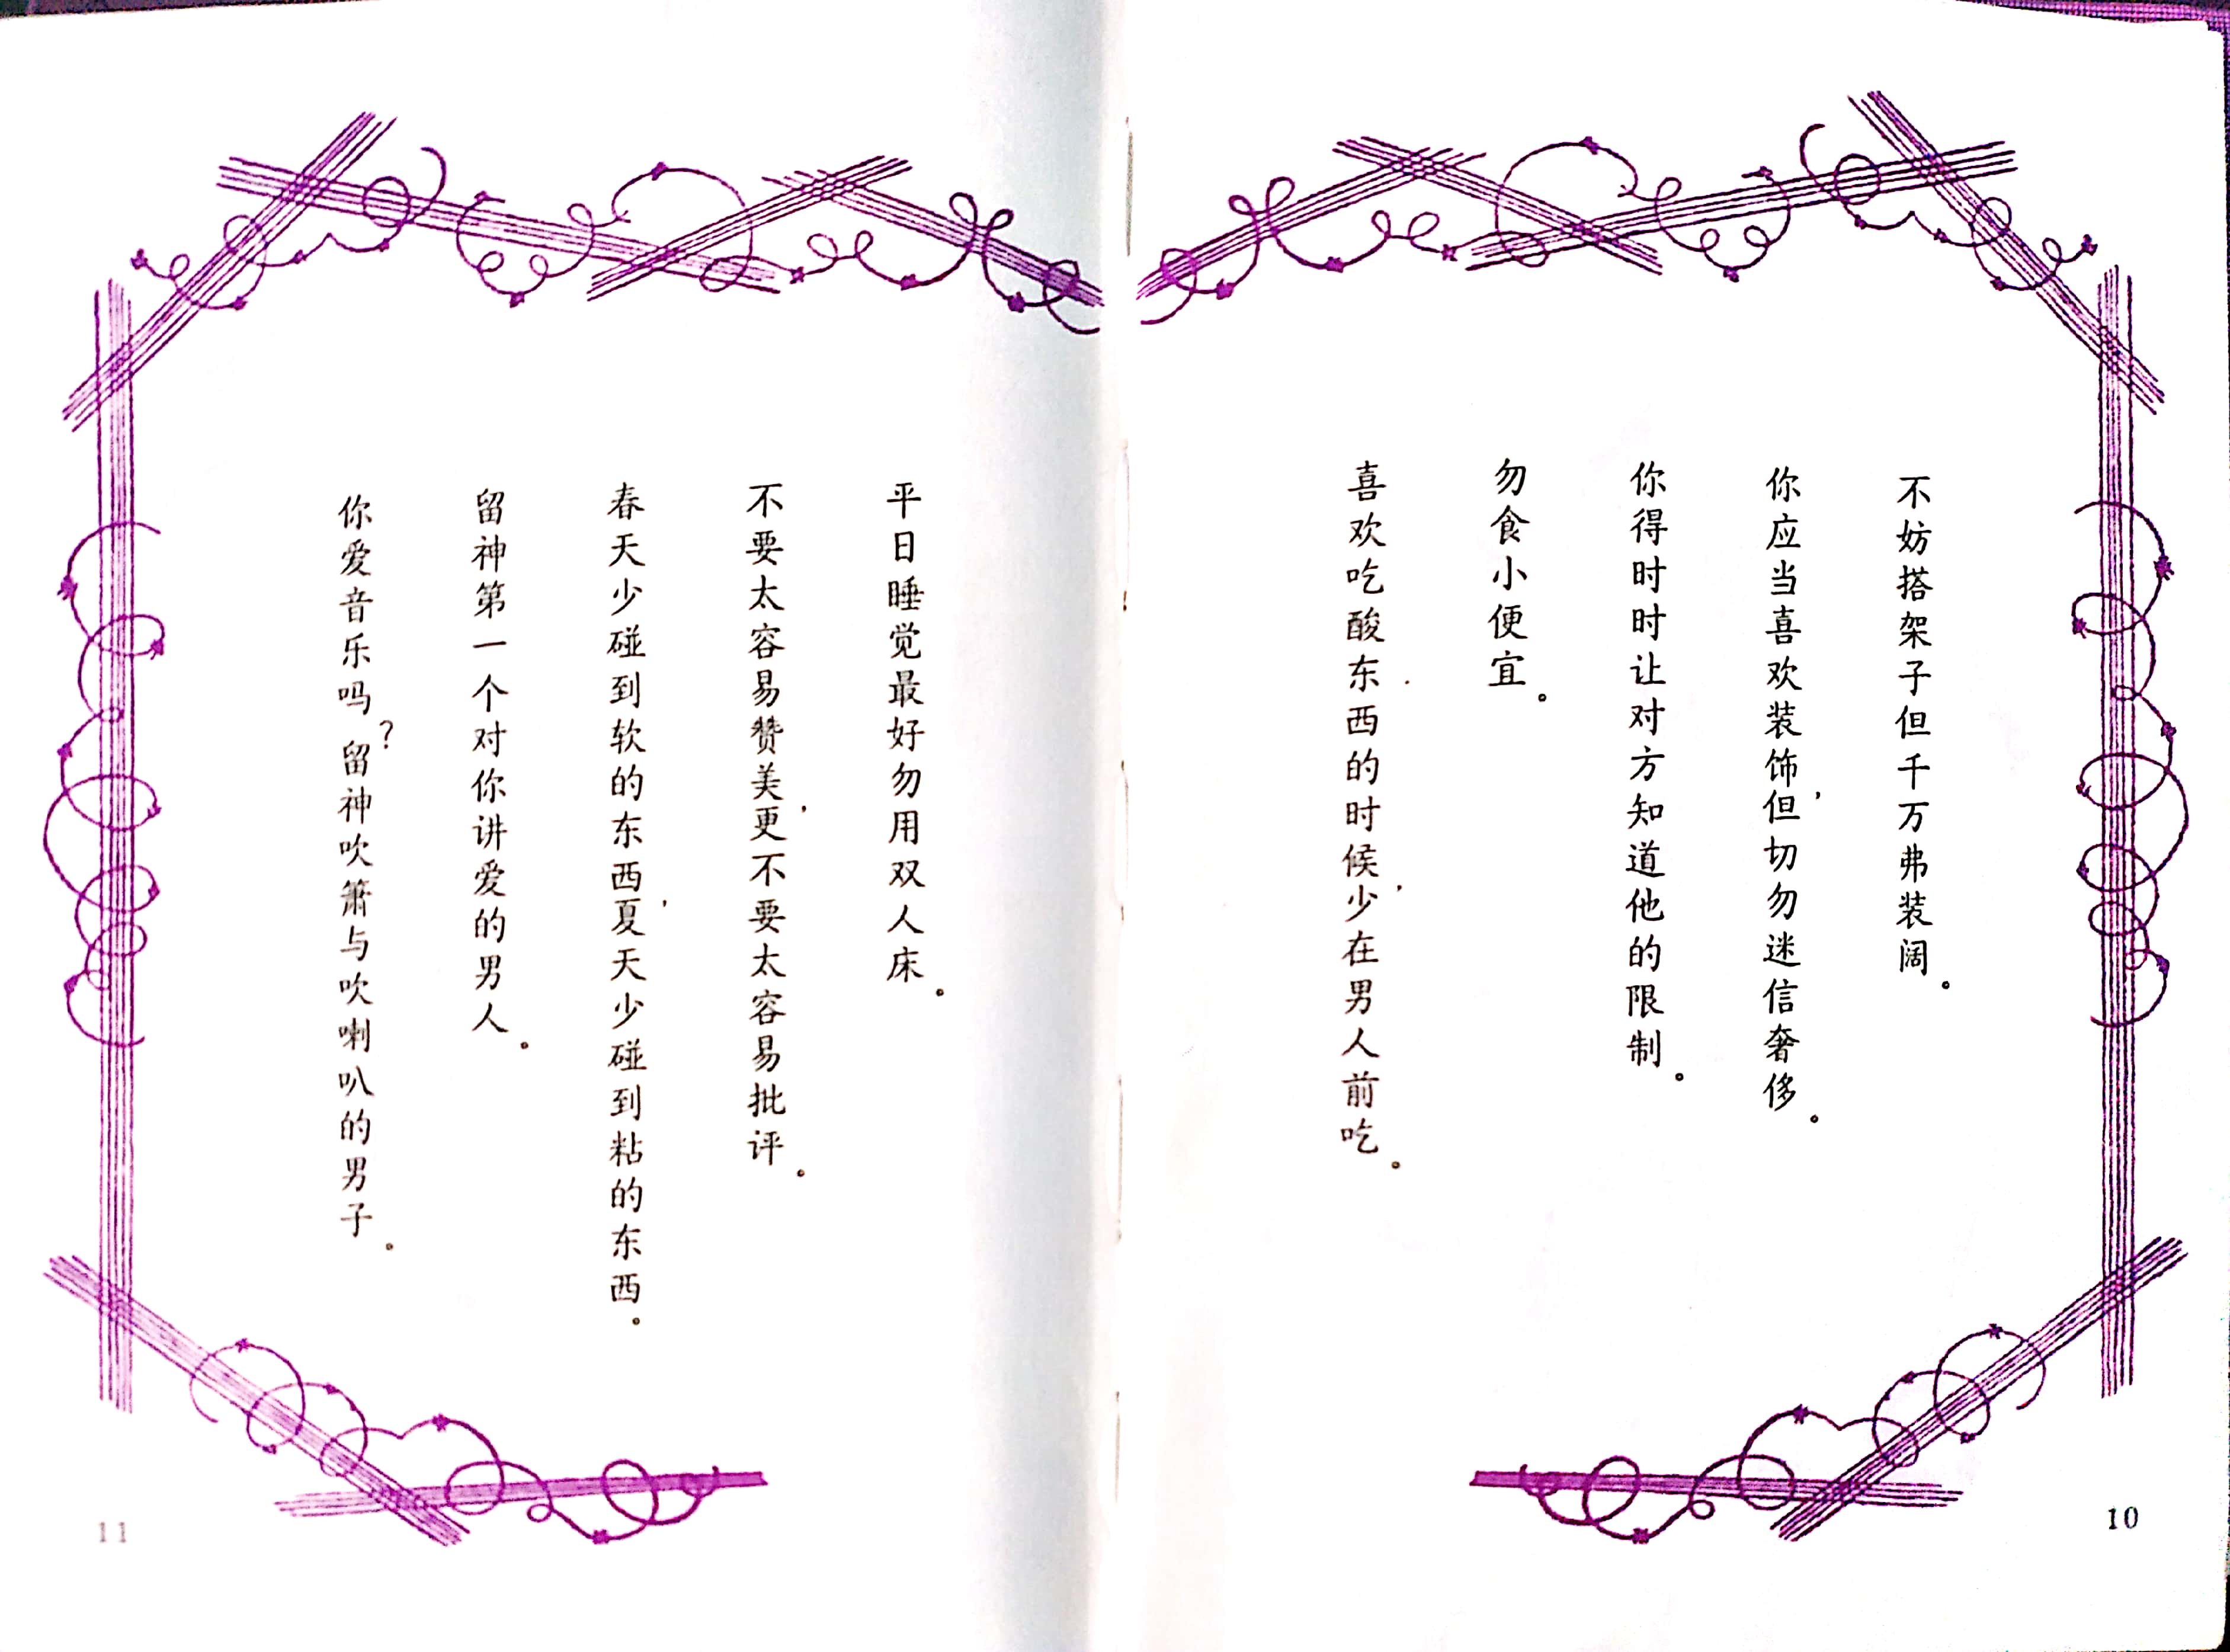 不妨搭架子但千万弗装阔。
你应当喜欢装饰，但切勿迷信奢侈。
你得时时让对方知道他的限制。
勿食小便宜。
喜欢吃酸东西的时候，少在男人前吃。
10
平日睡觉最好勿用双人床。
不要太容易赞美，更不要太容易批评。
春天少碰到软的东西，夏天少碰到粘的东西。
留神第一个对你讲爱的男人。
你爱音乐吗？留神吹箫与吹喇叭的男子。
11